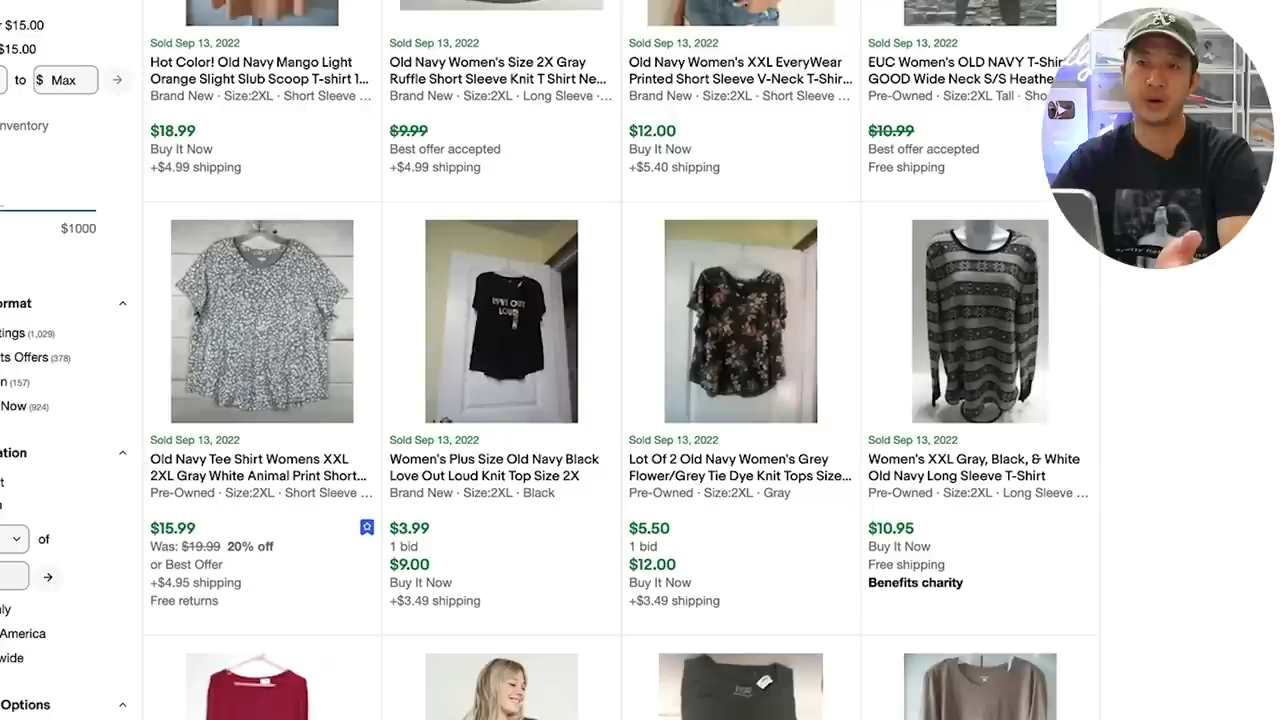 r $15.00
$15.00
to
$ Max
nventory
$1000
ormat
tings (1,029)
ts Offers (378)
n (157)
Now (924)
ation
t
n
of
nly
America
wide
Options
Sold Sep 13, 2022
Hot Color! Old Navy Mango Light
Orange Slight Slub Scoop T-shirt 1...
Brand New · Size:2XL · Short Sleeve ...
$18.99
Buy It Now
+$4.99 shipping
Sold Sep 13, 2022
Old Navy Women's Size 2X Gray
Ruffle Short Sleeve Knit T Shirt Ne...
Brand New · Size:2XL · Long Sleeve ·...
$9.99
Best offer accepted
+$4.99 shipping
Sold Sep 13, 2022
Old Navy Women's XXL EveryWear
Printed Short Sleeve V-Neck T-Shir...
Brand New · Size:2XL · Short Sleeve ...
$12.00
Buy It Now
+$5.40 shipping
Sold Sep 13, 2022
EUC Women's OLD NAVY T-Shir
GOOD Wide Neck S/S Heathe
Pre-Owned · Size:2XL Tall · Sho
$10.99
Best offer accepted
Free shipping
A's
LOVE OUT
LOUD
Sold Sep 13, 2022
Old Navy Tee Shirt Womens XXL
2XL Gray White Animal Print Short...
Pre-Owned · Size:2XL · Short Sleeve ...
$15.99
Was: $19.99 20% off
or Best Offer
+$4.95 shipping
Free returns
Sold Sep 13, 2022
Women's Plus Size Old Navy Black
Love Out Loud Knit Top Size 2X
Brand New · Size:2XL · Black
$3.99
1 bid
$9.00
Buy It Now
+$3.49 shipping
Sold Sep 13, 2022
Lot Of 2 Old Navy Women's Grey
Flower/Grey Tie Dye Knit Tops Size...
Pre-Owned · Size:2XL · Gray
$5.50
1 bid
$12.00
Buy It Now
+$3.49 shipping
Sold Sep 13, 2022
Women's XXL Gray, Black, & White
Old Navy Long Sleeve T-Shirt
Pre-Owned · Size:2XL · Long Sleeve ...
$10.95
Buy It Now
Free shipping
Benefits charity